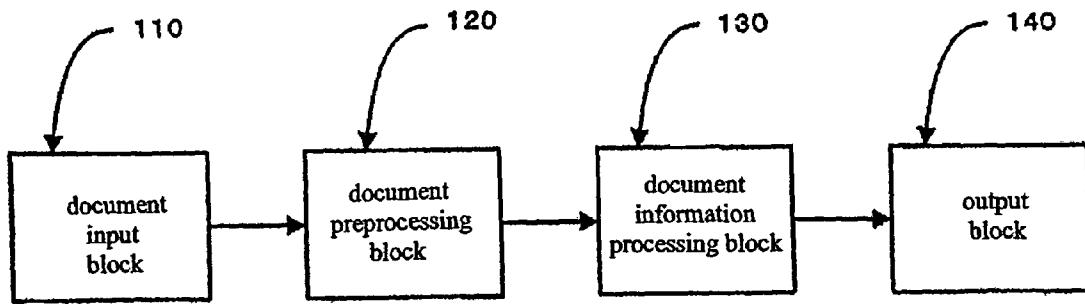 110
120
130
140
document
input
block
document
preprocessing
block
document
information
processing block
output
block